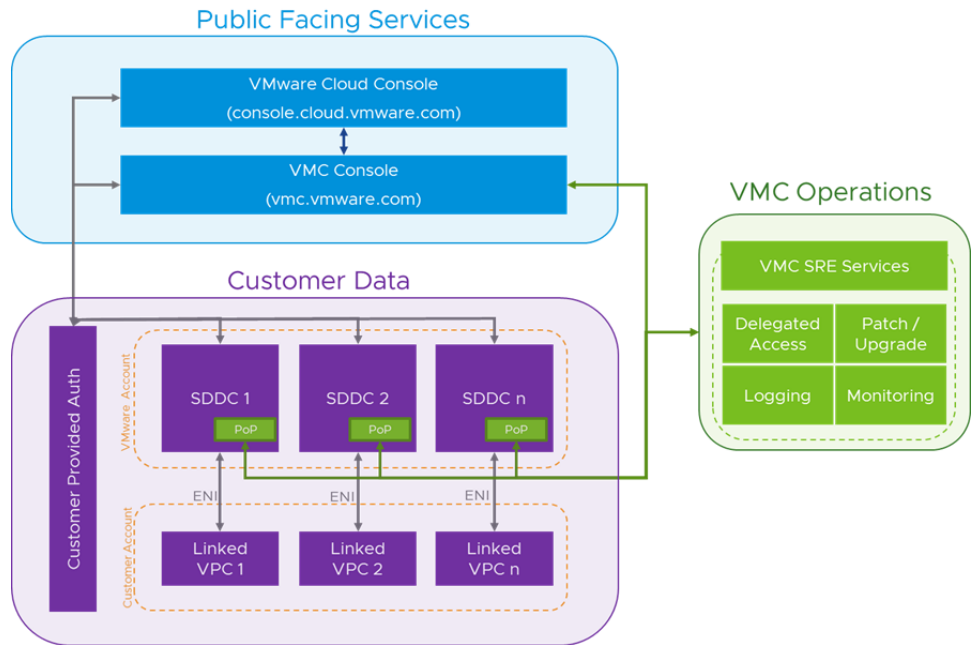 Public Facing Services
VMware Cloud Console
(console.cloud.vmware.com)
VMC Console
(vmc.vmware.com)
VMC Operations
VMC SRE Services
Delegated
Access
Patch /
Upgrade
Logging
Monitoring
Customer Data
Customer Provided Auth
VMware Account
SDDC 1
PoP
SDDC 2
PoP
SDDC n
PoP
ENI
ENI
ENI
Customer Account
Linked
VPC 1
Linked
VPC 2
Linked
VPC n